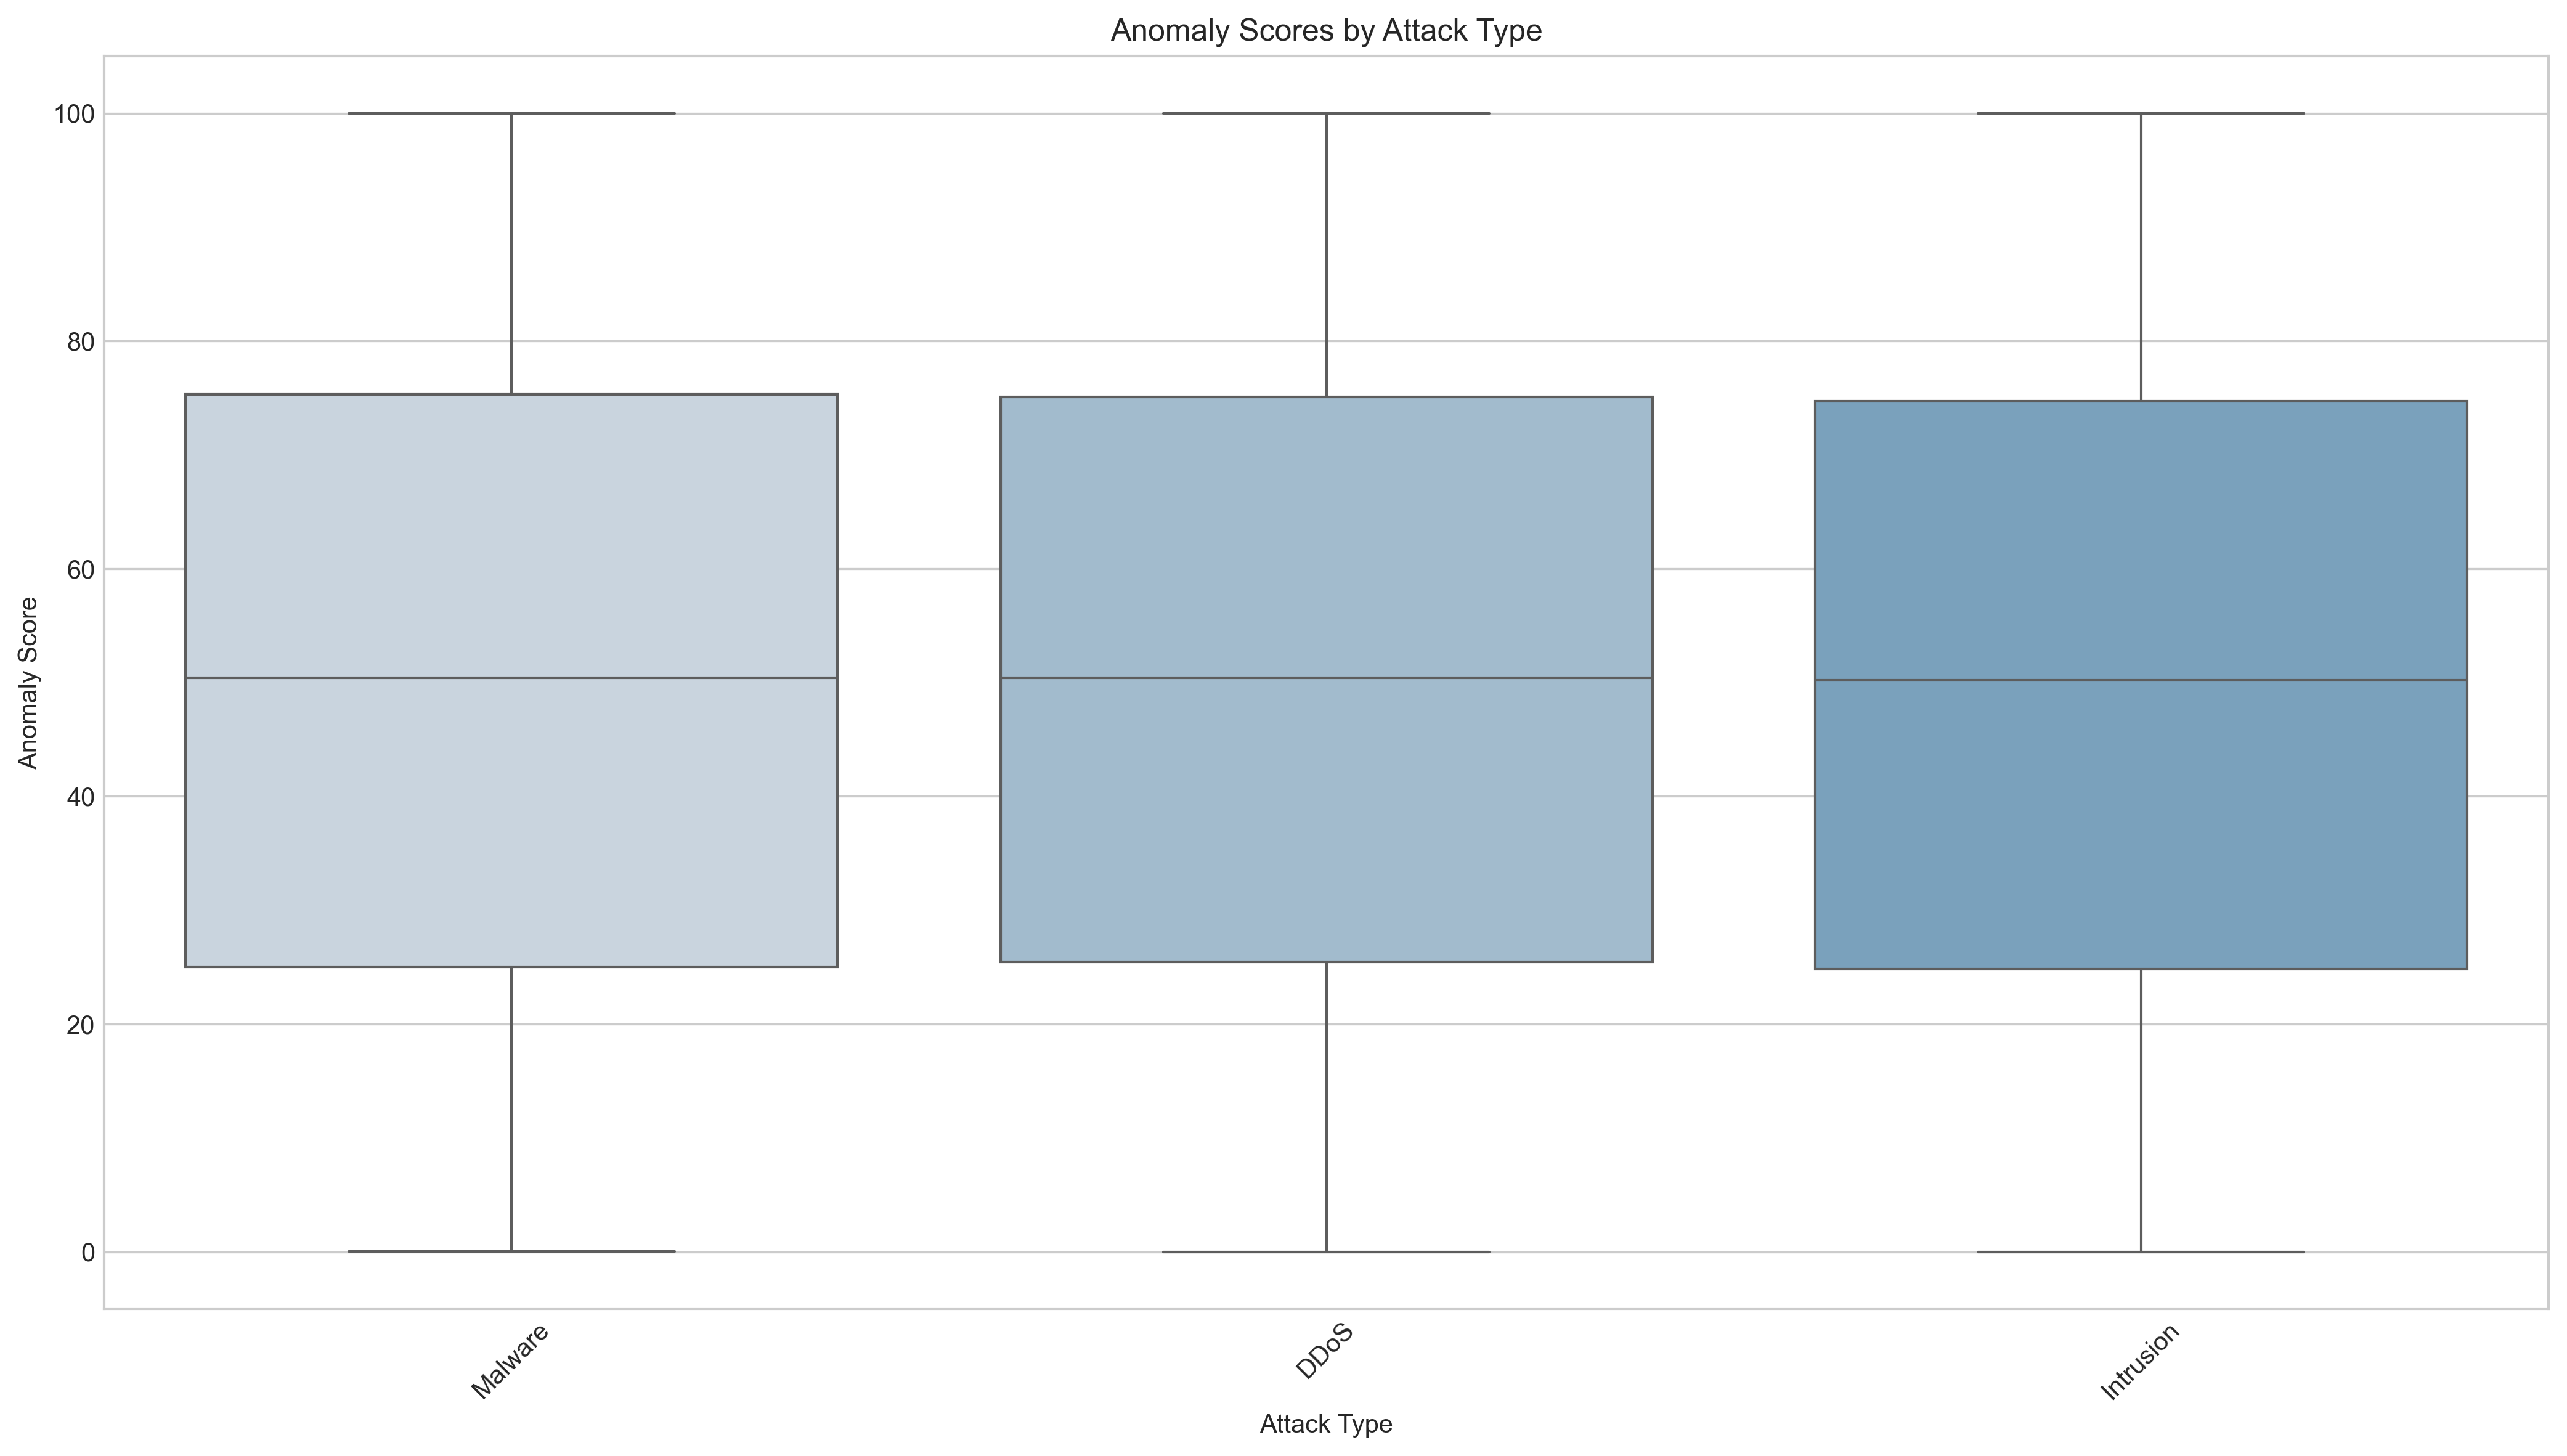 Anomaly Scores by Attack Type
100
80
60
40
20
0
Anomaly Score
Malware
DDoS
Intrusion
Attack Type